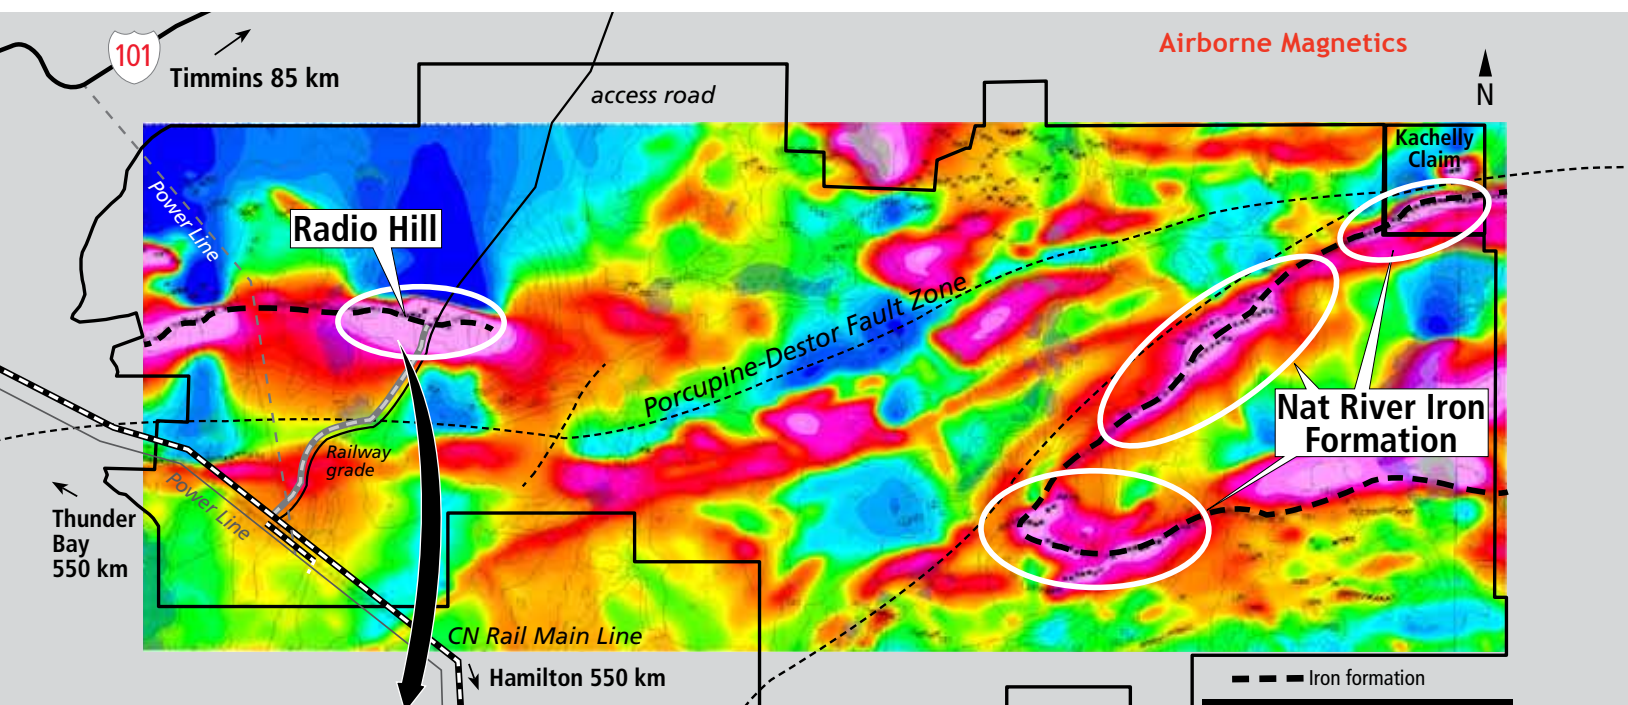 Airborne Magnetics
101
Timmins 85 km
access road
N
Kachelly
Claim
Power Line
Radio Hill
Porcupine-Destor Fault Zone
Nat River Iron
Formation
Railway
grade
Power Line
Thunder
Bay
550 km
CN Rail Main Line
Hamilton 550 km
Iron formation